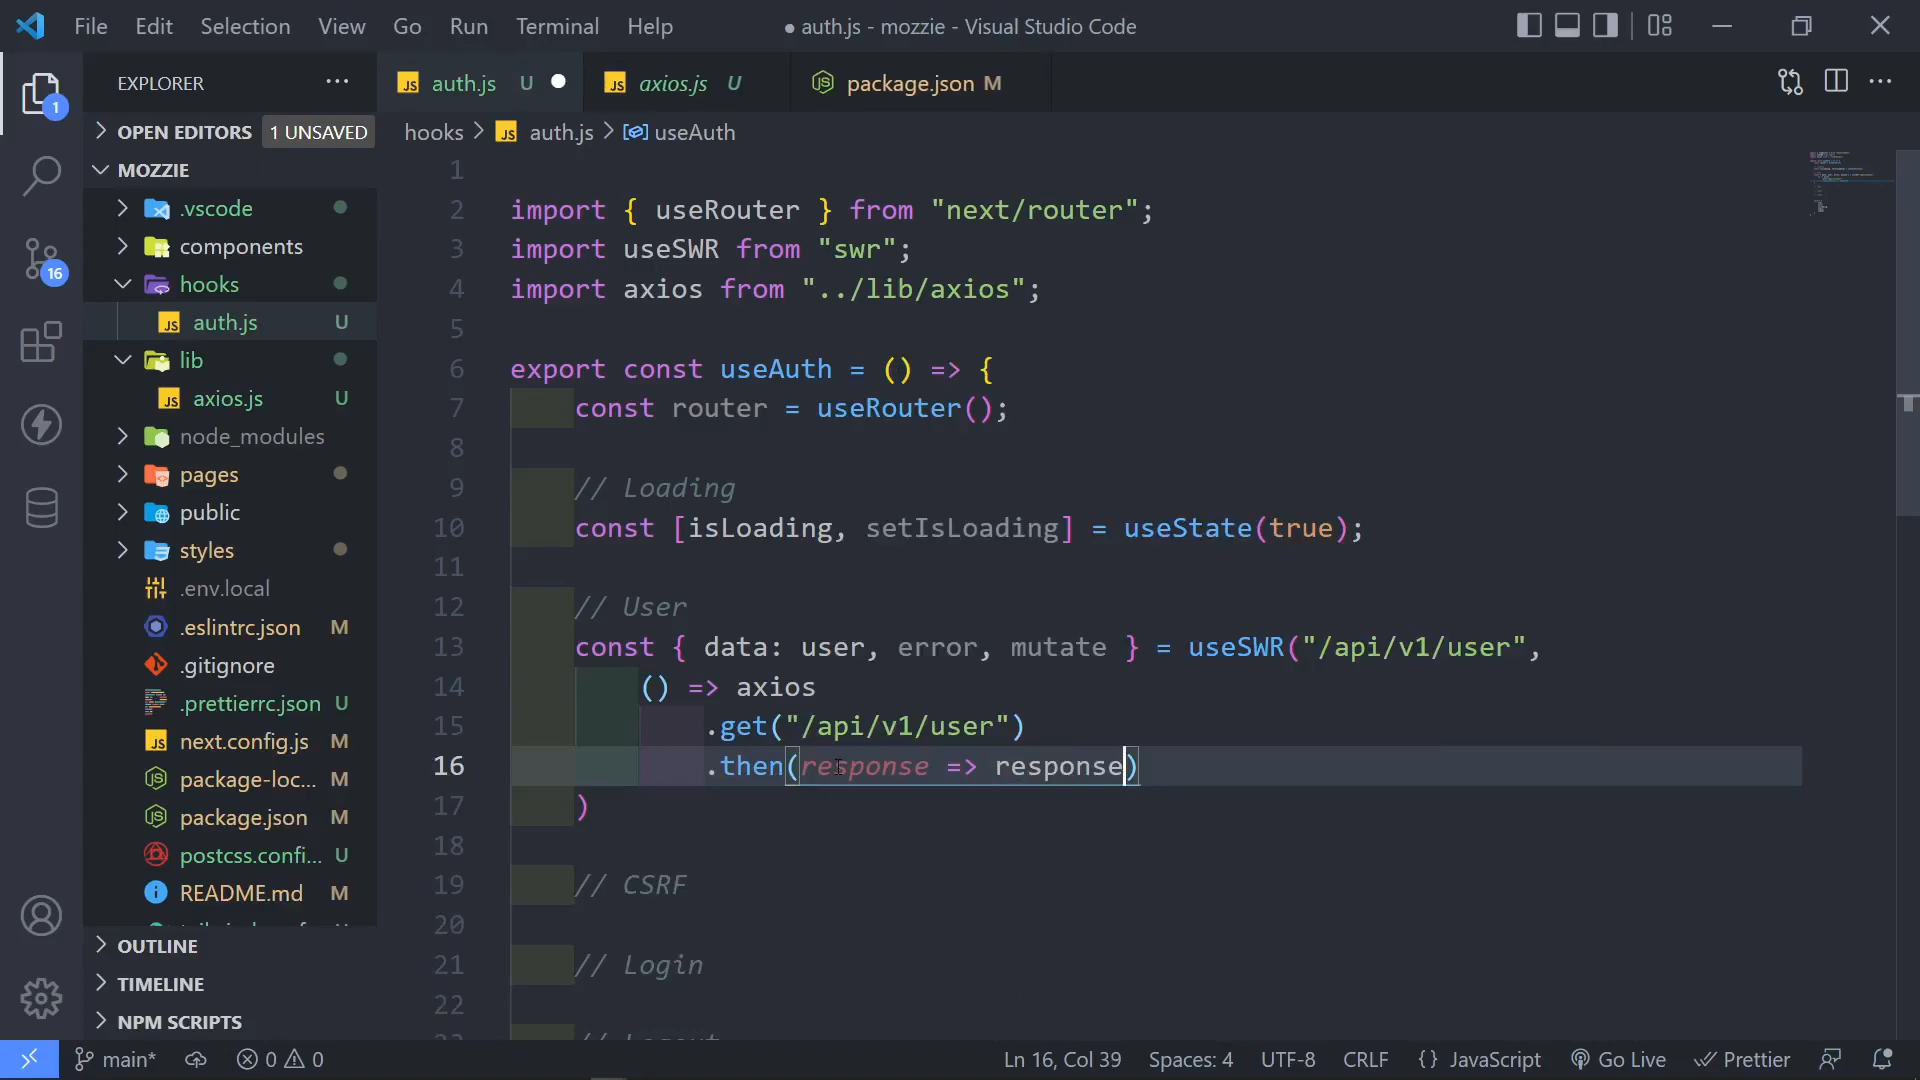 File Edit Selection View Go Run Terminal Help
● auth.js - mozzie - Visual Studio Code
EXPLORER
OPEN EDITORS 1 UNSAVED
MOZZIE
.vscode
components
hooks
auth.js U
lib
axios.js U
node_modules
pages
public
styles
.env.local
.eslintrc.json M
.gitignore
.prettierrc.json U
next.config.js M
package-loc... M
package.json M
postcss.confi... U
README.md M
OUTLINE
TIMELINE
NPM SCRIPTS
1
16
JS auth.js U
JS axios.js U
package.json M
hooks > JS auth.js > useAuth
1
2 import { useRouter } from "next/router";
3 import useSWR from "swr";
4 import axios from "../lib/axios";
5
6 export const useAuth = () => {
7 const router = useRouter();
8
9 // Loading
10 const [isLoading, setIsLoading] = useState(true);
11
12 // User
13 const { data: user, error, mutate } = useSWR("/api/v1/user",
14 () => axios
15 .get("/api/v1/user")
16 .then(response => response)
17 )
18
19 // CSRF
20
21 // Login
22
main* 0 0
Ln 16, Col 39 Spaces: 4 UTF-8 CRLF {} JavaScript Go Live Prettier